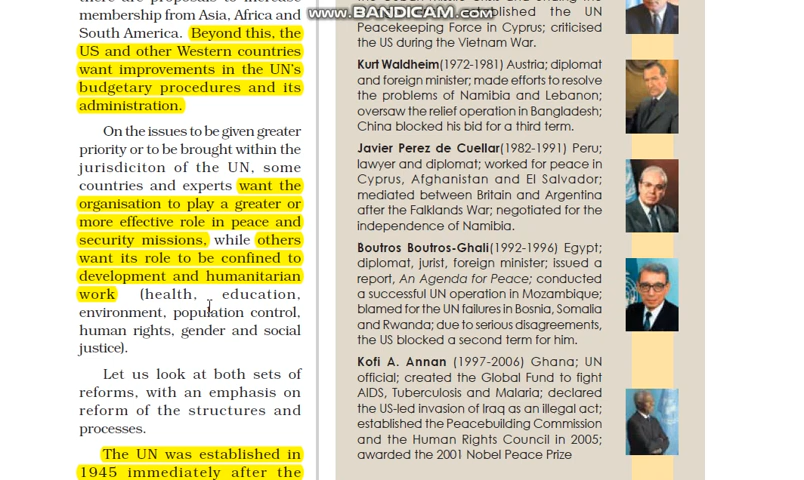 there are proposals to increase
membership from Asia, Africa and
South America. Beyond this, the
US and other Western countries
want improvements in the UN's
budgetary procedures and its
administration.
On the issues to be given greater
priority or to be brought within the
jurisdiciton of the UN, some
countries and experts want the
organisation to play a greater or
more effective role in peace and
security missions, while others
want its role to be confined to
development and humanitarian
work (health, education,
environment, population control,
human rights, gender and social
justice).
Let us look at both sets of
reforms, with an emphasis on
reform of the structures and
processes.
The UN was established in
1945 immediately after the
www.BANDICAM.com
established the UN
Peacekeeping Force in Cyprus; criticised
the US during the Vietnam War.
Kurt Waldheim(1972-1981) Austria; diplomat
and foreign minister; made efforts to resolve
the problems of Namibia and Lebanon;
oversaw the relief operation in Bangladesh;
China blocked his bid for a third term.
Javier Perez de Cuellar(1982-1991) Peru;
lawyer and diplomat; worked for peace in
Cyprus, Afghanistan and El Salvador;
mediated between Britain and Argentina
after the Falklands War; negotiated for the
independence of Namibia.
Boutros Boutros-Ghali(1992-1996) Egypt;
diplomat, jurist, foreign minister; issued a
report, An Agenda for Peace; conducted
a successful UN operation in Mozambique;
blamed for the UN failures in Bosnia, Somalia
and Rwanda; due to serious disagreements,
the US blocked a second term for him.
Kofi A. Annan (1997-2006) Ghana; UN
official; created the Global Fund to fight
AIDS, Tuberculosis and Malaria; declared
the US-led invasion of Iraq as an illegal act;
established the Peacebuilding Commission
and the Human Rights Council in 2005;
awarded the 2001 Nobel Peace Prize